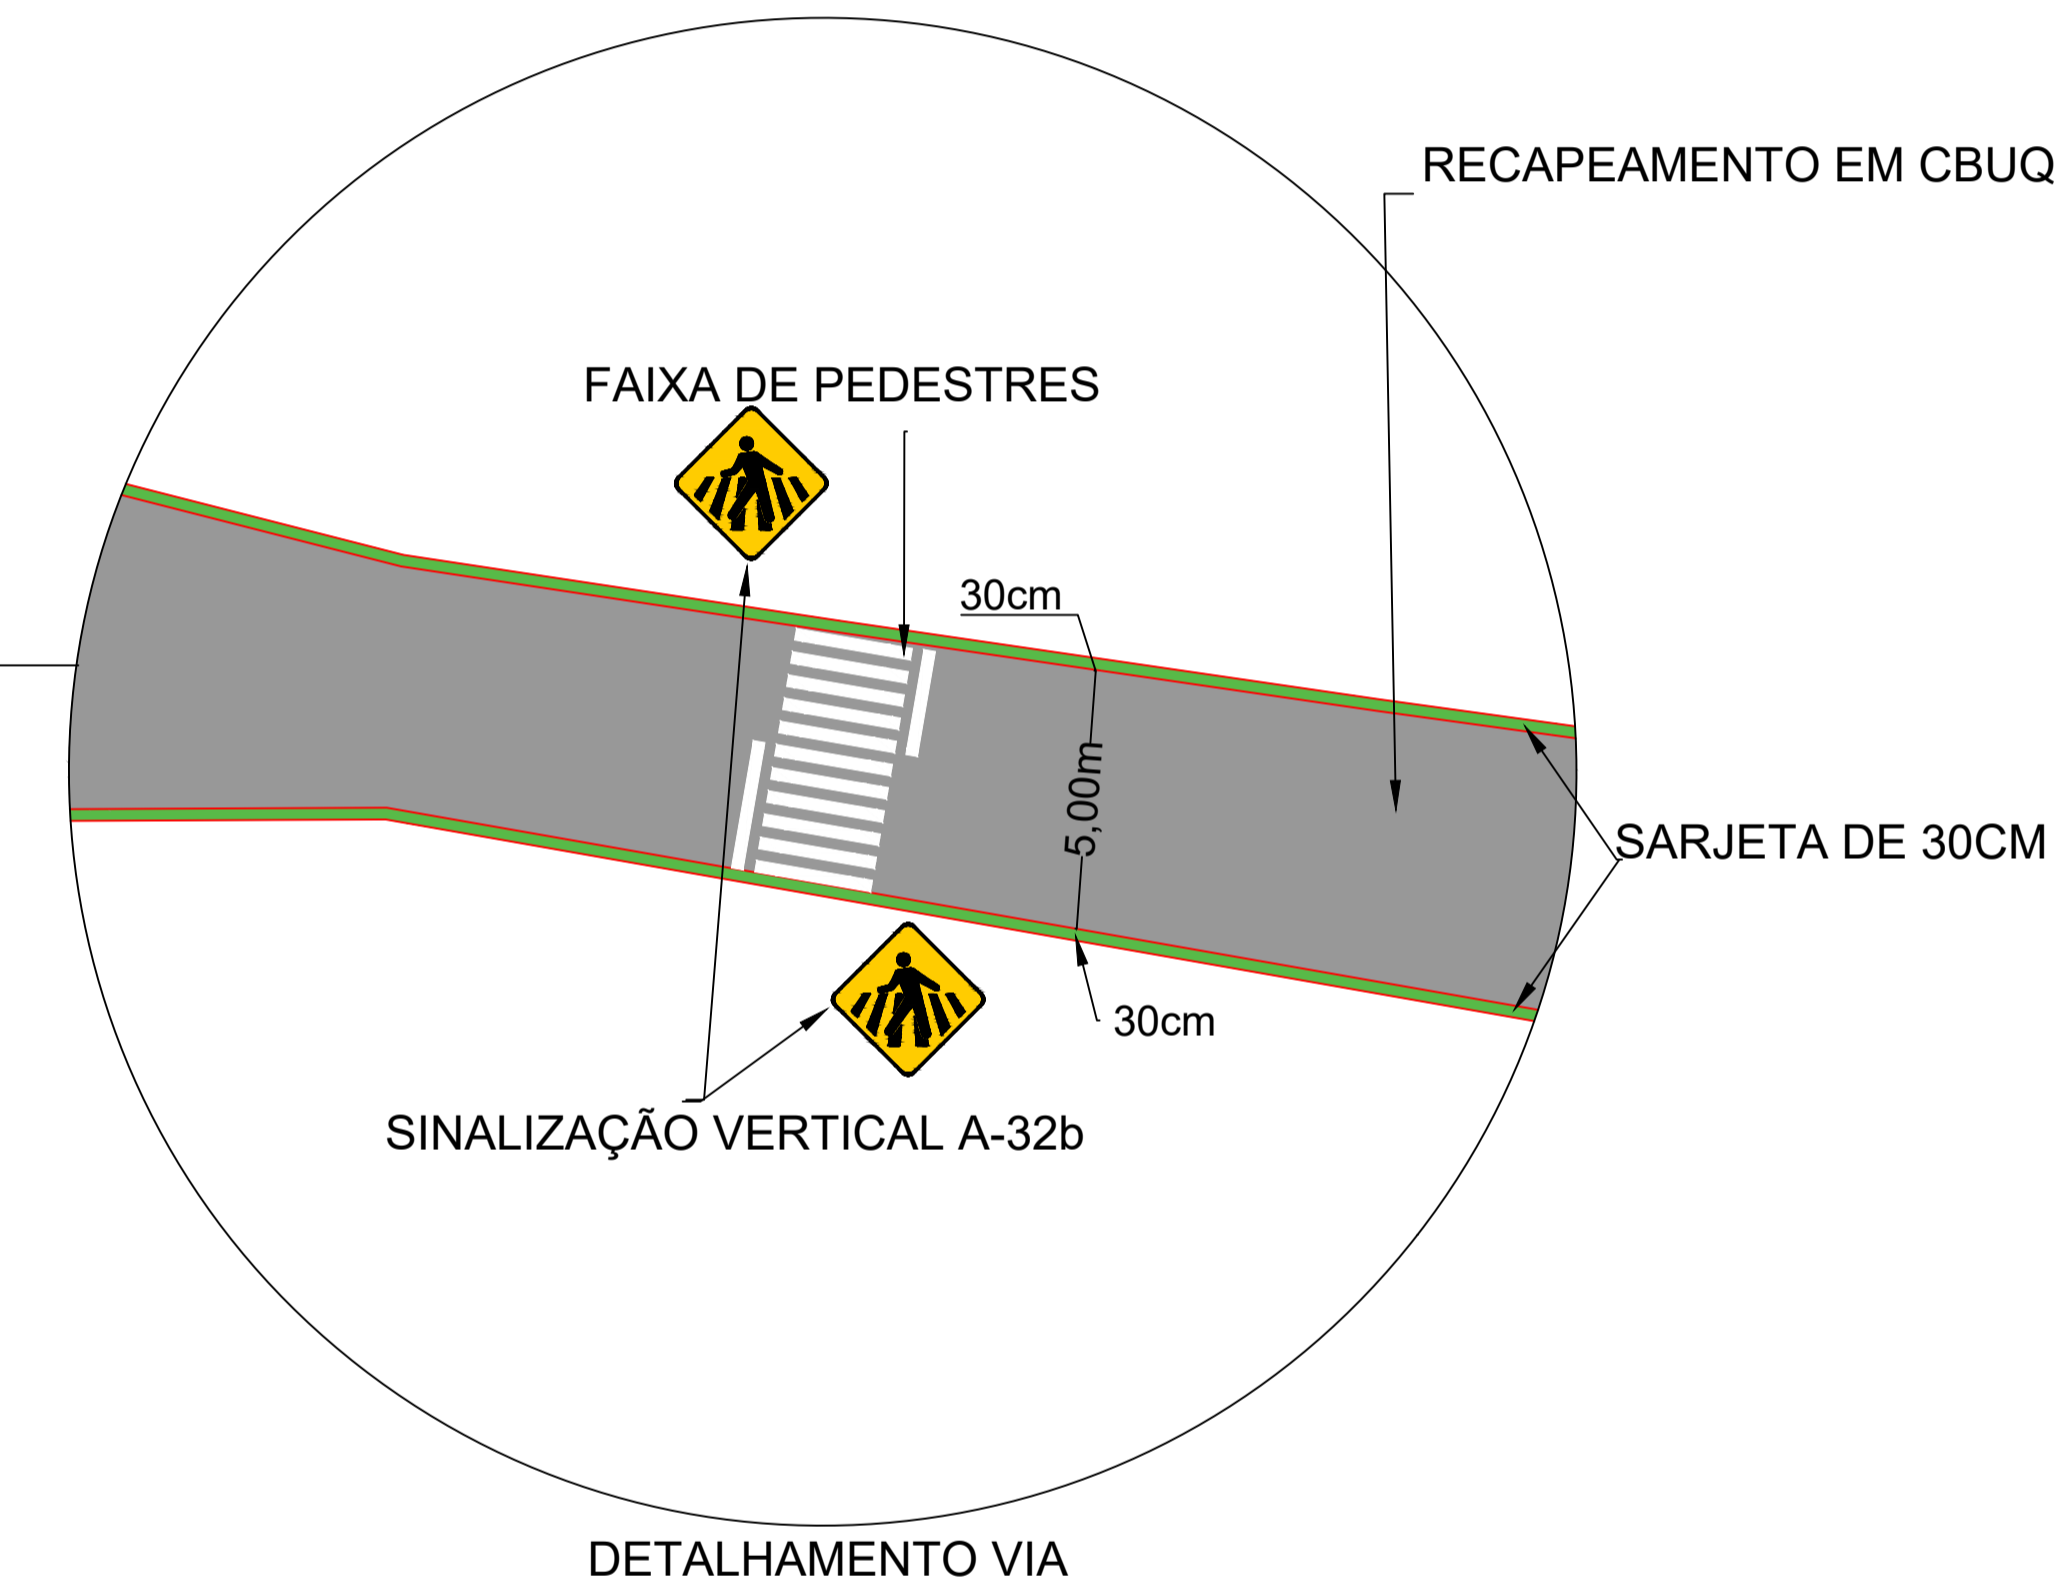 RECAPEAMENTO EM CBUQ
FAIXA DE PEDESTRES
30cm
5,00m
SARJETA DE 30CM
30cm
SINALIZAÇÃO VERTICAL A-32b
DETALHAMENTO VIA